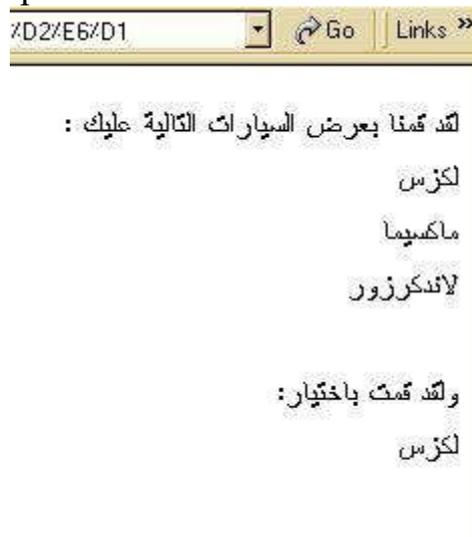 %D2%E6%D1 Go Links »
لقد قمنا بعرض السيارات التالية عليك :
لكزس
ماكسيما
لاندكرزور
ولقد قمت باختيار:
لكزس